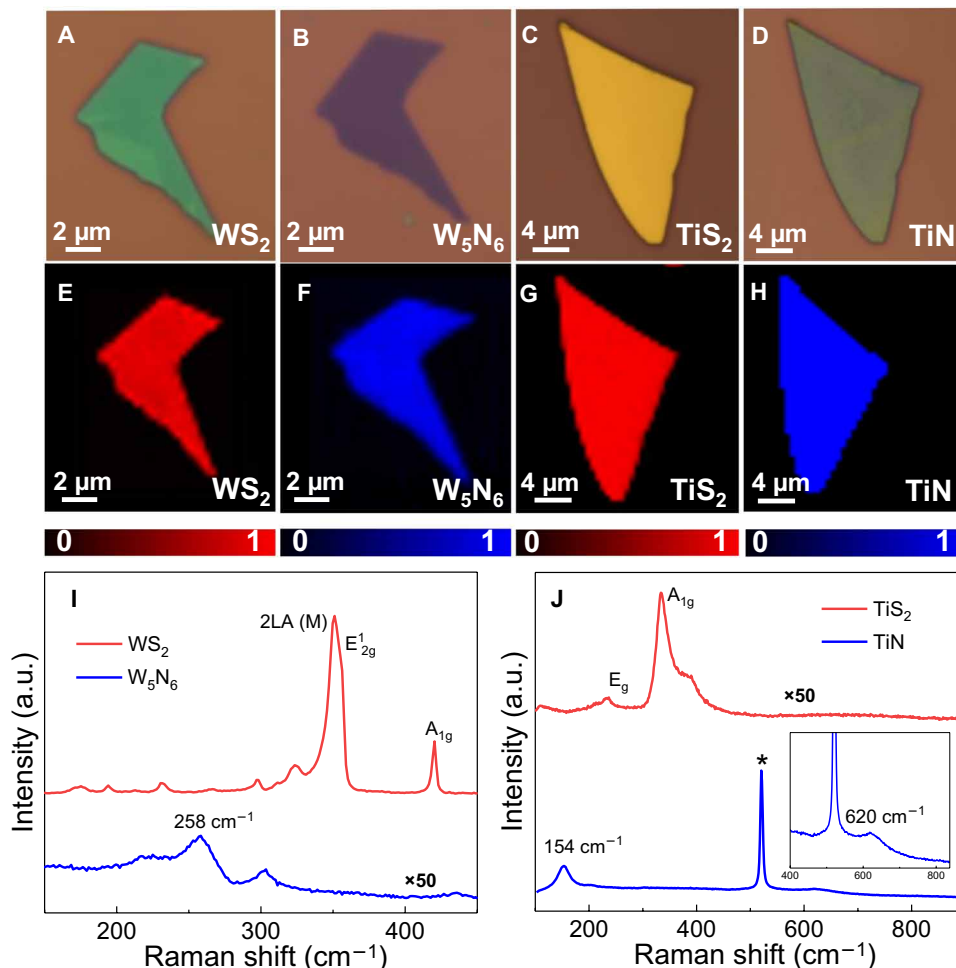 A
B
C
D
2 μm
WS₂
2 μm
W₅N₆
4 μm
TiS₂
4 μm
TiN
E
F
G
H
2 μm
WS₂
2 μm
W₅N₆
4 μm
TiS₂
4 μm
TiN
0 1
0 1
0 1
0 1
I
WS₂
W₅N₆
2LA (M)
E¹₂g
A₁g
258 cm⁻¹
×50
Intensity (a.u.)
150 200 250 300 350 400
Raman shift (cm⁻¹)
J
A₁g
TiS₂
TiN
Eg
×50
*
154 cm⁻¹
620 cm⁻¹
400 600 800
Intensity (a.u.)
200 400 600 800
Raman shift (cm⁻¹)